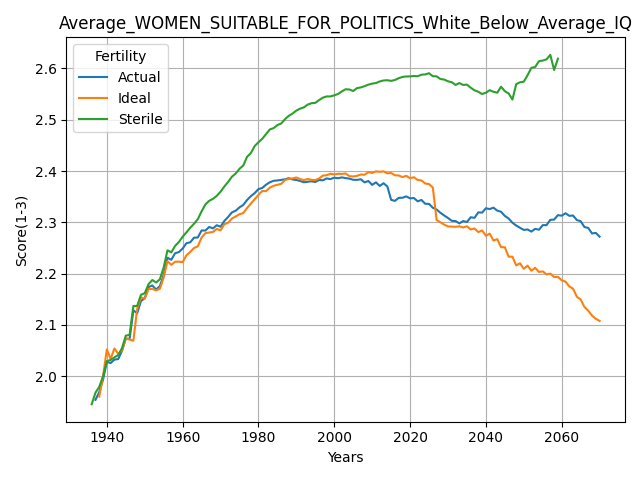 Average_WOMEN_SUITABLE_FOR_POLITICS_White_Below_Average_IQ
Fertility
Actual
Ideal
Sterile
Score(1-3)
2.6
2.5
2.4
2.3
2.2
2.1
2.0
1940 1960 1980 2000 2020 2040 2060
Years